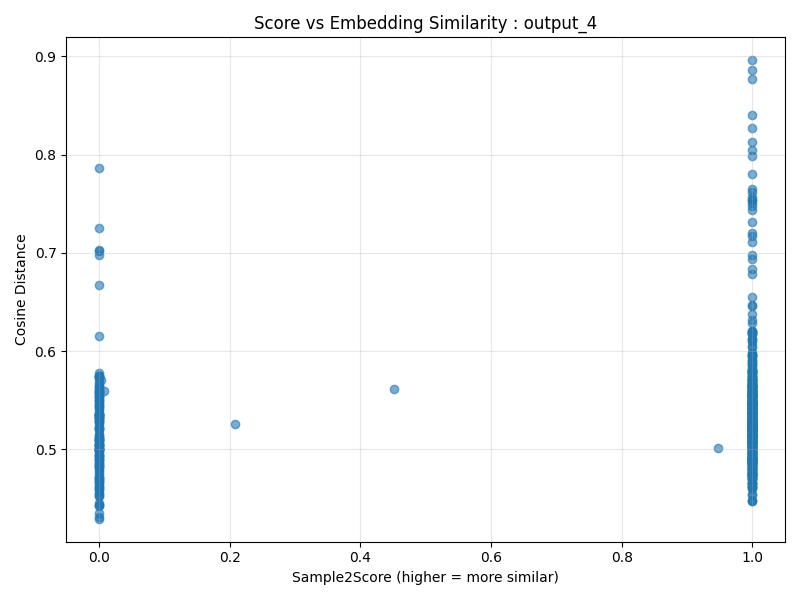 Score vs Embedding Similarity : output_4
Cosine Distance
0.9
0.8
0.7
0.6
0.5
0.0 0.2 0.4 0.6 0.8 1.0
Sample2Score (higher = more similar)